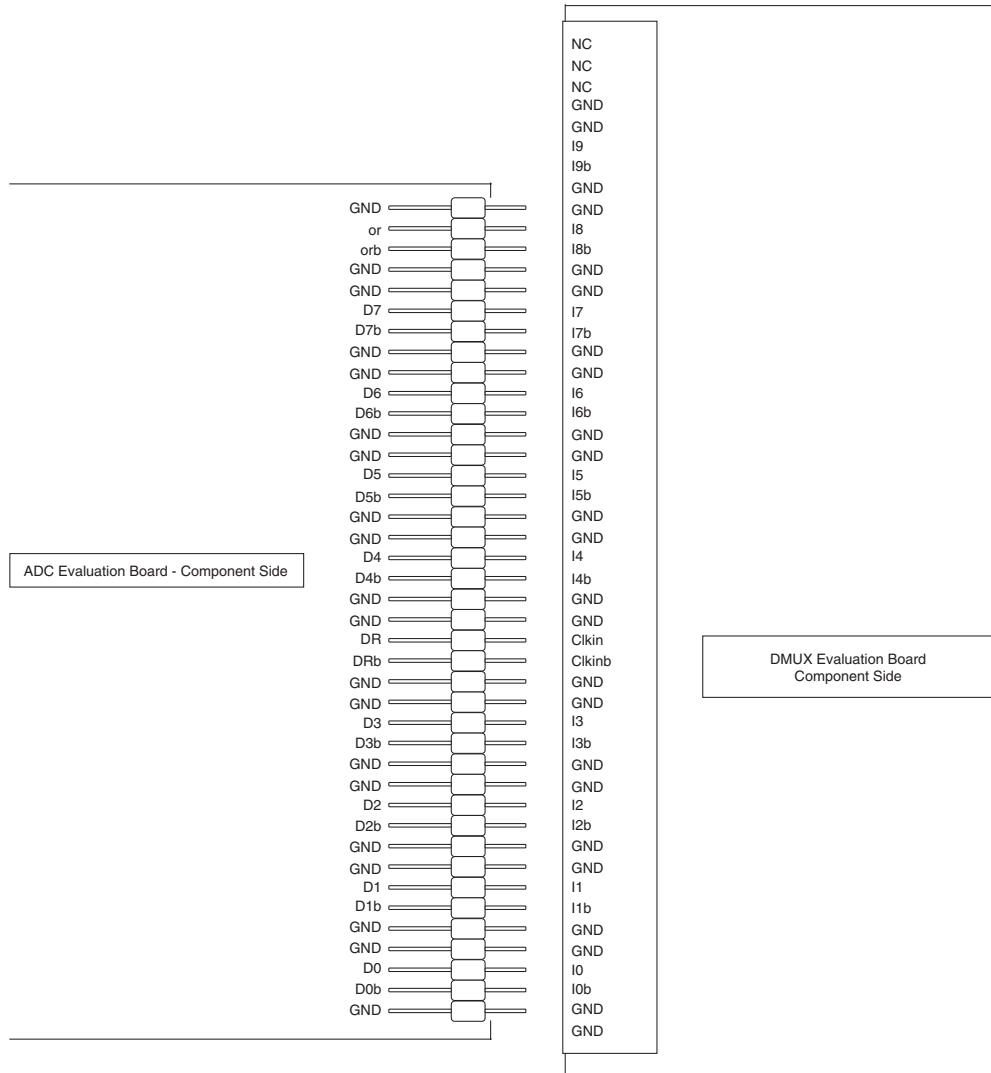 NC
NC
NC
GND
GND
I9
I9b
GND
GND GND
or I8
orb I8b
GND GND
GND GND
D7 I7
D7b I7b
GND GND
GND GND
D6 I6
D6b I6b
GND GND
GND GND
D5 I5
D5b I5b
GND GND
GND GND
D4 I4
ADC Evaluation Board - Component Side
D4b I4b
GND GND
GND GND
DR Clkin
DRb Clkinb
DMUX Evaluation Board
Component Side
GND GND
GND GND
D3 I3
D3b I3b
GND GND
GND GND
D2 I2
D2b I2b
GND GND
GND GND
D1 I1
D1b I1b
GND GND
GND GND
D0 I0
D0b I0b
GND GND
GND